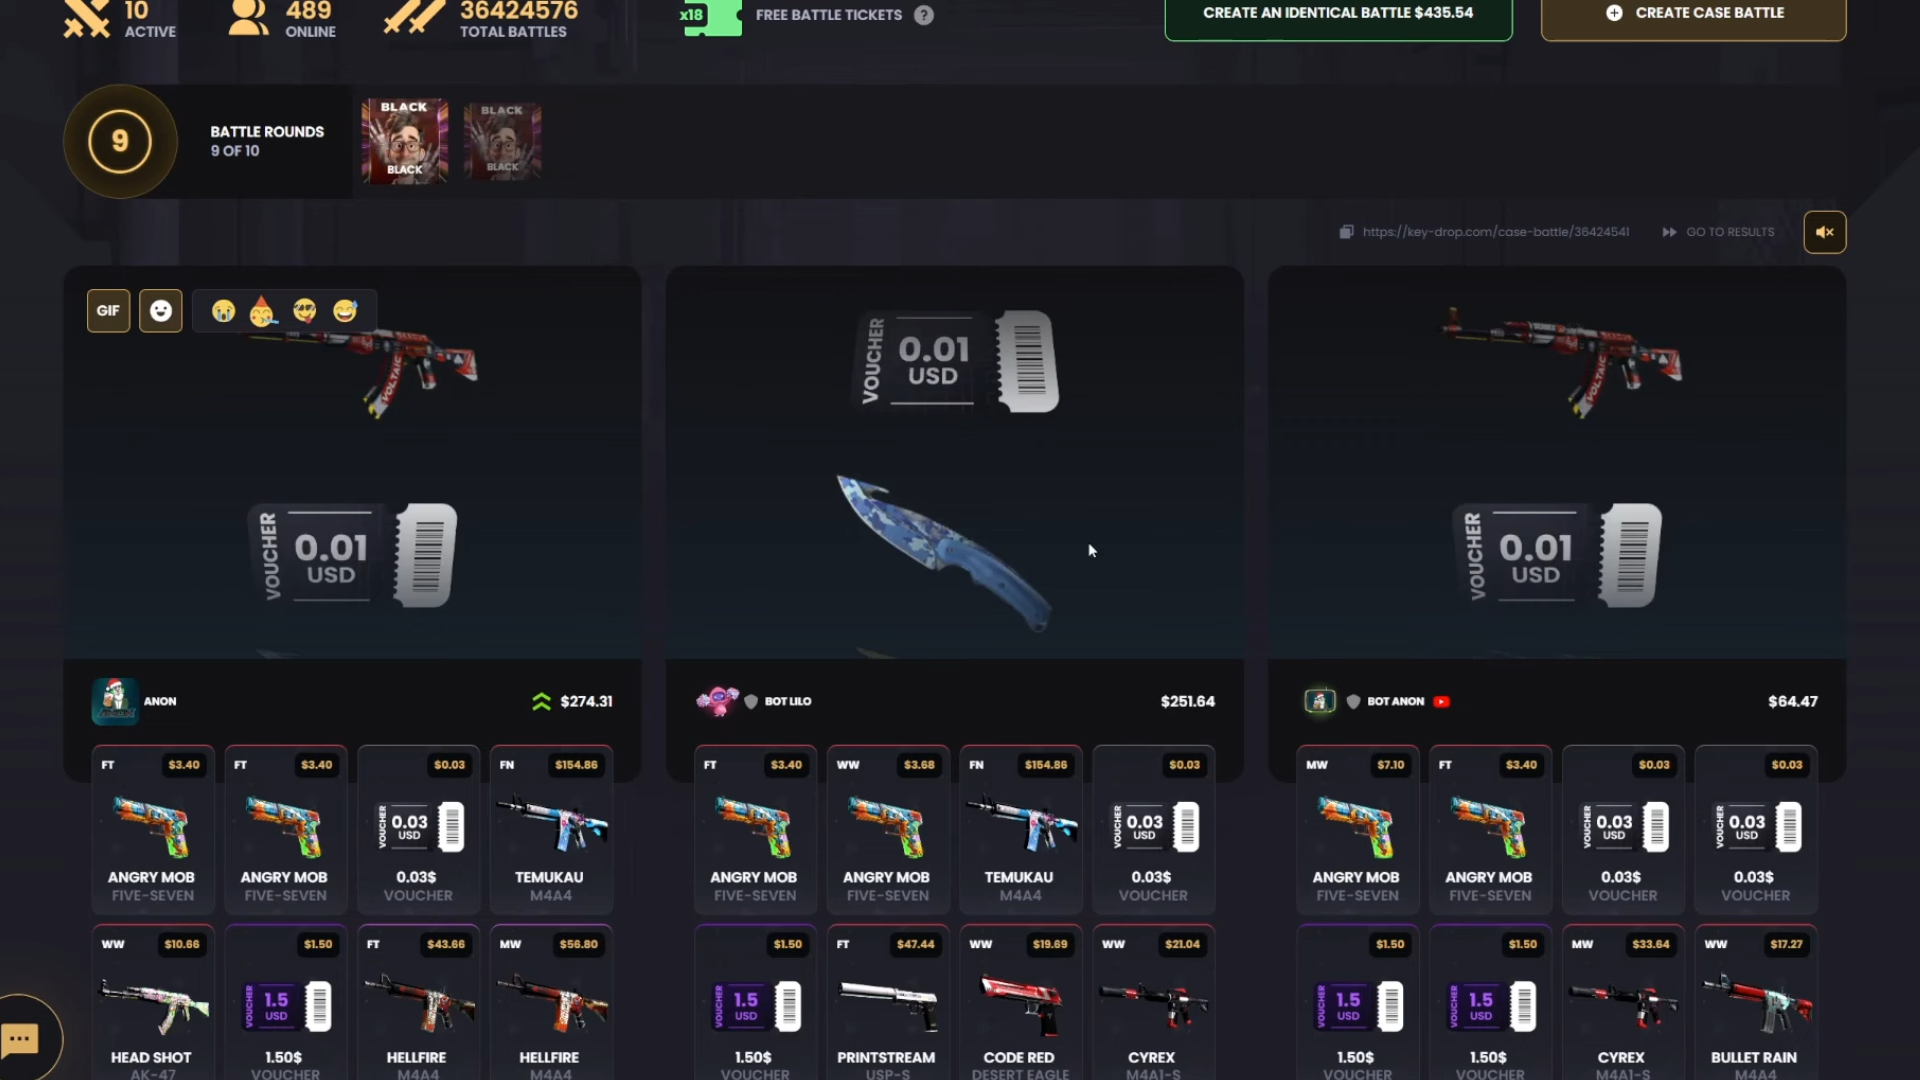 10
ACTIVE
489
ONLINE
36424576
TOTAL BATTLES
x18
FREE BATTLE TICKETS ?
CREATE AN IDENTICAL BATTLE $435.54
CREATE CASE BATTLE
9
BATTLE ROUNDS
9 OF 10
BLACK
BLACK
BLACK
BLACK
https://key-drop.com/case-battle/36424541
GO TO RESULTS
GIF
VOLTAIC
VOUCHER
0.01
USD
VOLTAIC
VOUCHER
0.01
USD
VOUCHER
0.01
USD
ANON
$274.31
BOT LILO
$251.64
BOT ANON
$64.47
FT $3.40
ANGRY MOB
FIVE-SEVEN
FT $3.40
ANGRY MOB
FIVE-SEVEN
$0.03
VOUCHER
0.03
USD
0.03$
VOUCHER
FN $154.86
TEMUKAU
M4A4
FT $3.40
ANGRY MOB
FIVE-SEVEN
WW $3.68
ANGRY MOB
FIVE-SEVEN
FN $154.86
TEMUKAU
M4A4
$0.03
VOUCHER
0.03
USD
0.03$
VOUCHER
MW $7.10
ANGRY MOB
FIVE-SEVEN
FT $3.40
ANGRY MOB
FIVE-SEVEN
$0.03
VOUCHER
0.03
USD
0.03$
VOUCHER
$0.03
VOUCHER
0.03
USD
0.03$
VOUCHER
WW $10.66
HEAD SHOT
AK-47
$1.50
VOUCHER
1.5
USD
1.50$
VOUCHER
FT $43.66
HELLFIRE
M4A4
MW $56.80
HELLFIRE
M4A4
$1.50
VOUCHER
1.5
USD
1.50$
VOUCHER
FT $47.44
PRINTSTREAM
USP-S
WW $19.69
CODE RED
DESERT EAGLE
WW $21.04
CYREX
M4A1-S
$1.50
VOUCHER
1.5
USD
1.50$
VOUCHER
$1.50
VOUCHER
1.5
USD
1.50$
VOUCHER
MW $33.64
CYREX
M4A1-S
WW $17.27
BULLET RAIN
M4A4